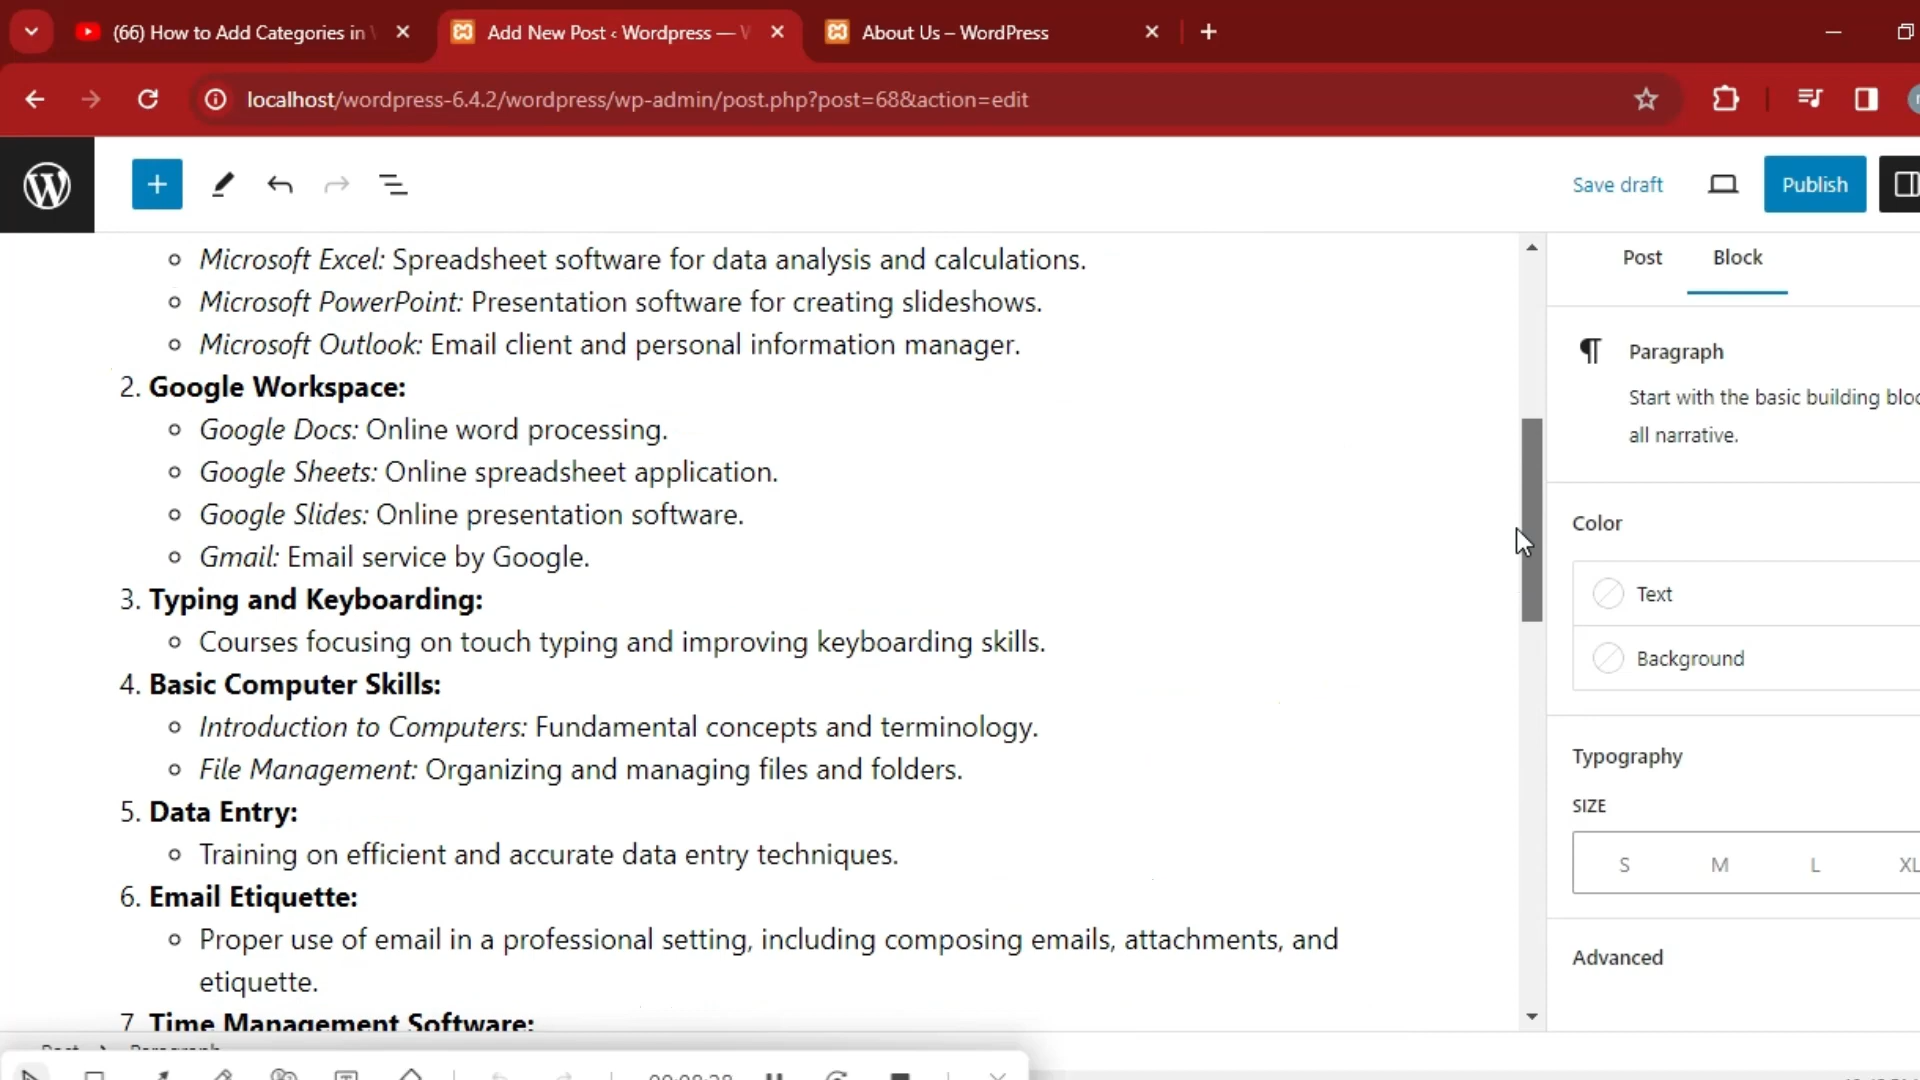 (66) How to Add Categories in
Add New Post ‹ Wordpress —
About Us – WordPress
localhost/wordpress-6.4.2/wordpress/wp-admin/post.php?post=68&action=edit
Save draft
Publish
Microsoft Excel: Spreadsheet software for data analysis and calculations.
Microsoft PowerPoint: Presentation software for creating slideshows.
Microsoft Outlook: Email client and personal information manager.
2. Google Workspace:
Google Docs: Online word processing.
Google Sheets: Online spreadsheet application.
Google Slides: Online presentation software.
Gmail: Email service by Google.
3. Typing and Keyboarding:
Courses focusing on touch typing and improving keyboarding skills.
4. Basic Computer Skills:
Introduction to Computers: Fundamental concepts and terminology.
File Management: Organizing and managing files and folders.
5. Data Entry:
Training on efficient and accurate data entry techniques.
6. Email Etiquette:
Proper use of email in a professional setting, including composing emails, attachments, and
etiquette.
7. Time Management Software:
Post
Block
Paragraph
Start with the basic building
all narrative.
Color
Text
Background
Typography
SIZE
S M L XL
Advanced
Post › Paragraph
00:08:28